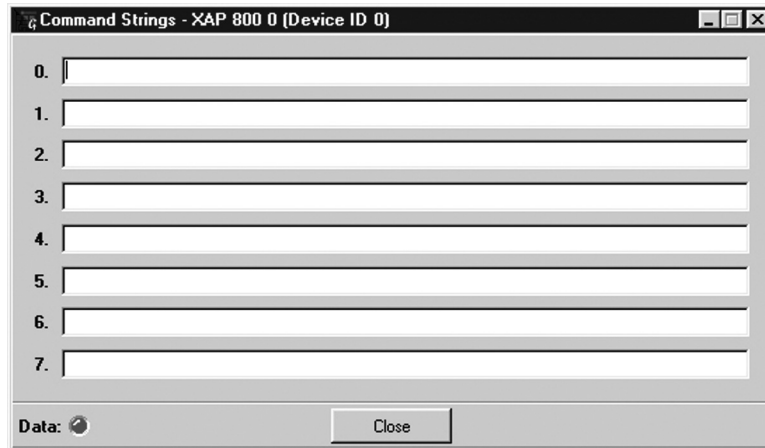 Command Strings - XAP 800 0 (Device ID 0)
0.
1.
2.
3.
4.
5.
6.
7.
Data:
Close